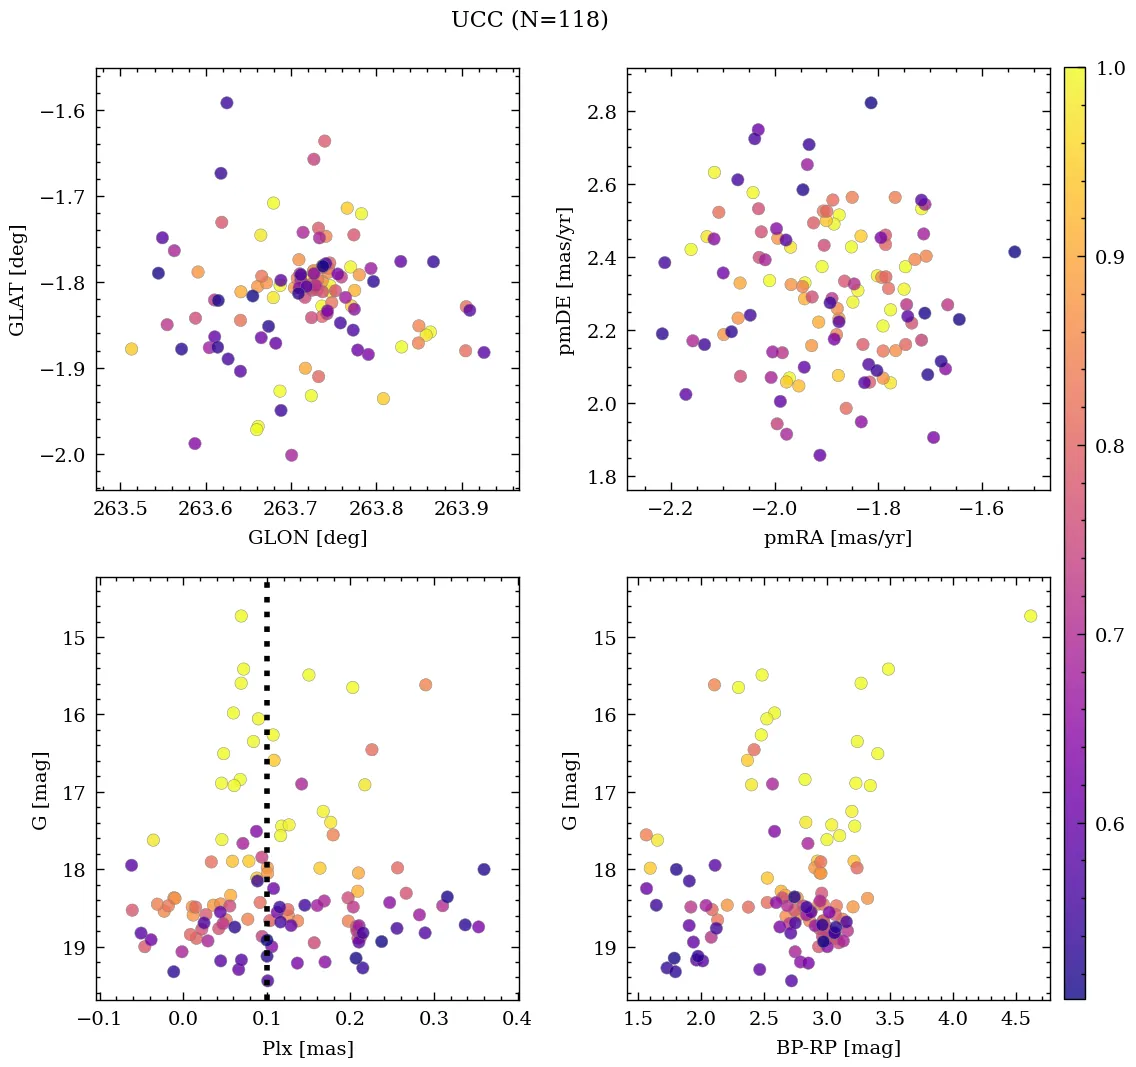 UCC (N=118)
−1.6
−1.7
−1.8
−1.9
−2.0
GLAT [deg]
263.5 263.6 263.7 263.8 263.9
GLON [deg]
2.8
2.6
2.4
2.2
2.0
1.8
pmDE [mas/yr]
−2.2 −2.0 −1.8 −1.6
pmRA [mas/yr]
1.0
0.9
0.8
0.7
0.6
15
16
17
18
19
G [mag]
−0.1 0.0 0.1 0.2 0.3 0.4
Plx [mas]
15
16
17
18
19
G [mag]
1.5 2.0 2.5 3.0 3.5 4.0 4.5
BP-RP [mag]